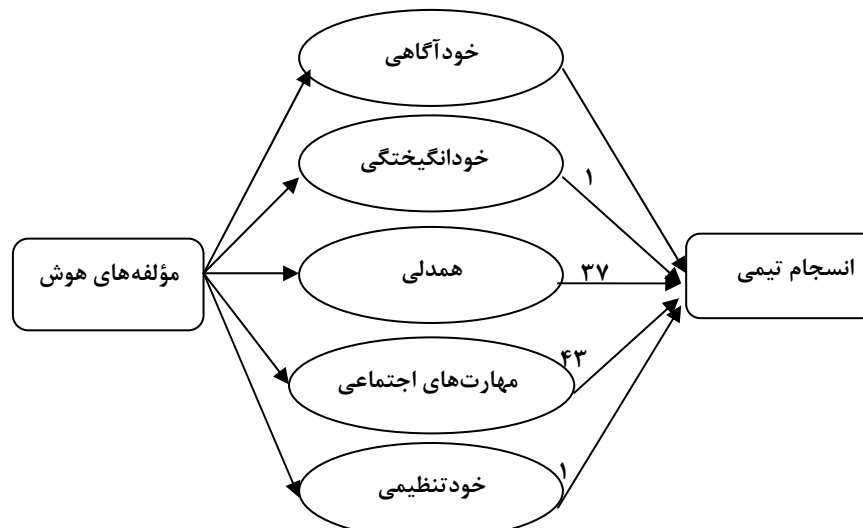 خودآگاهی
خودانگیختگی
۱
همدلی
۳۷
انسجام تیمی
مؤلفه‌های هوش
مهارت‌های اجتماعی
۴۳
خودتنظیمی
۱